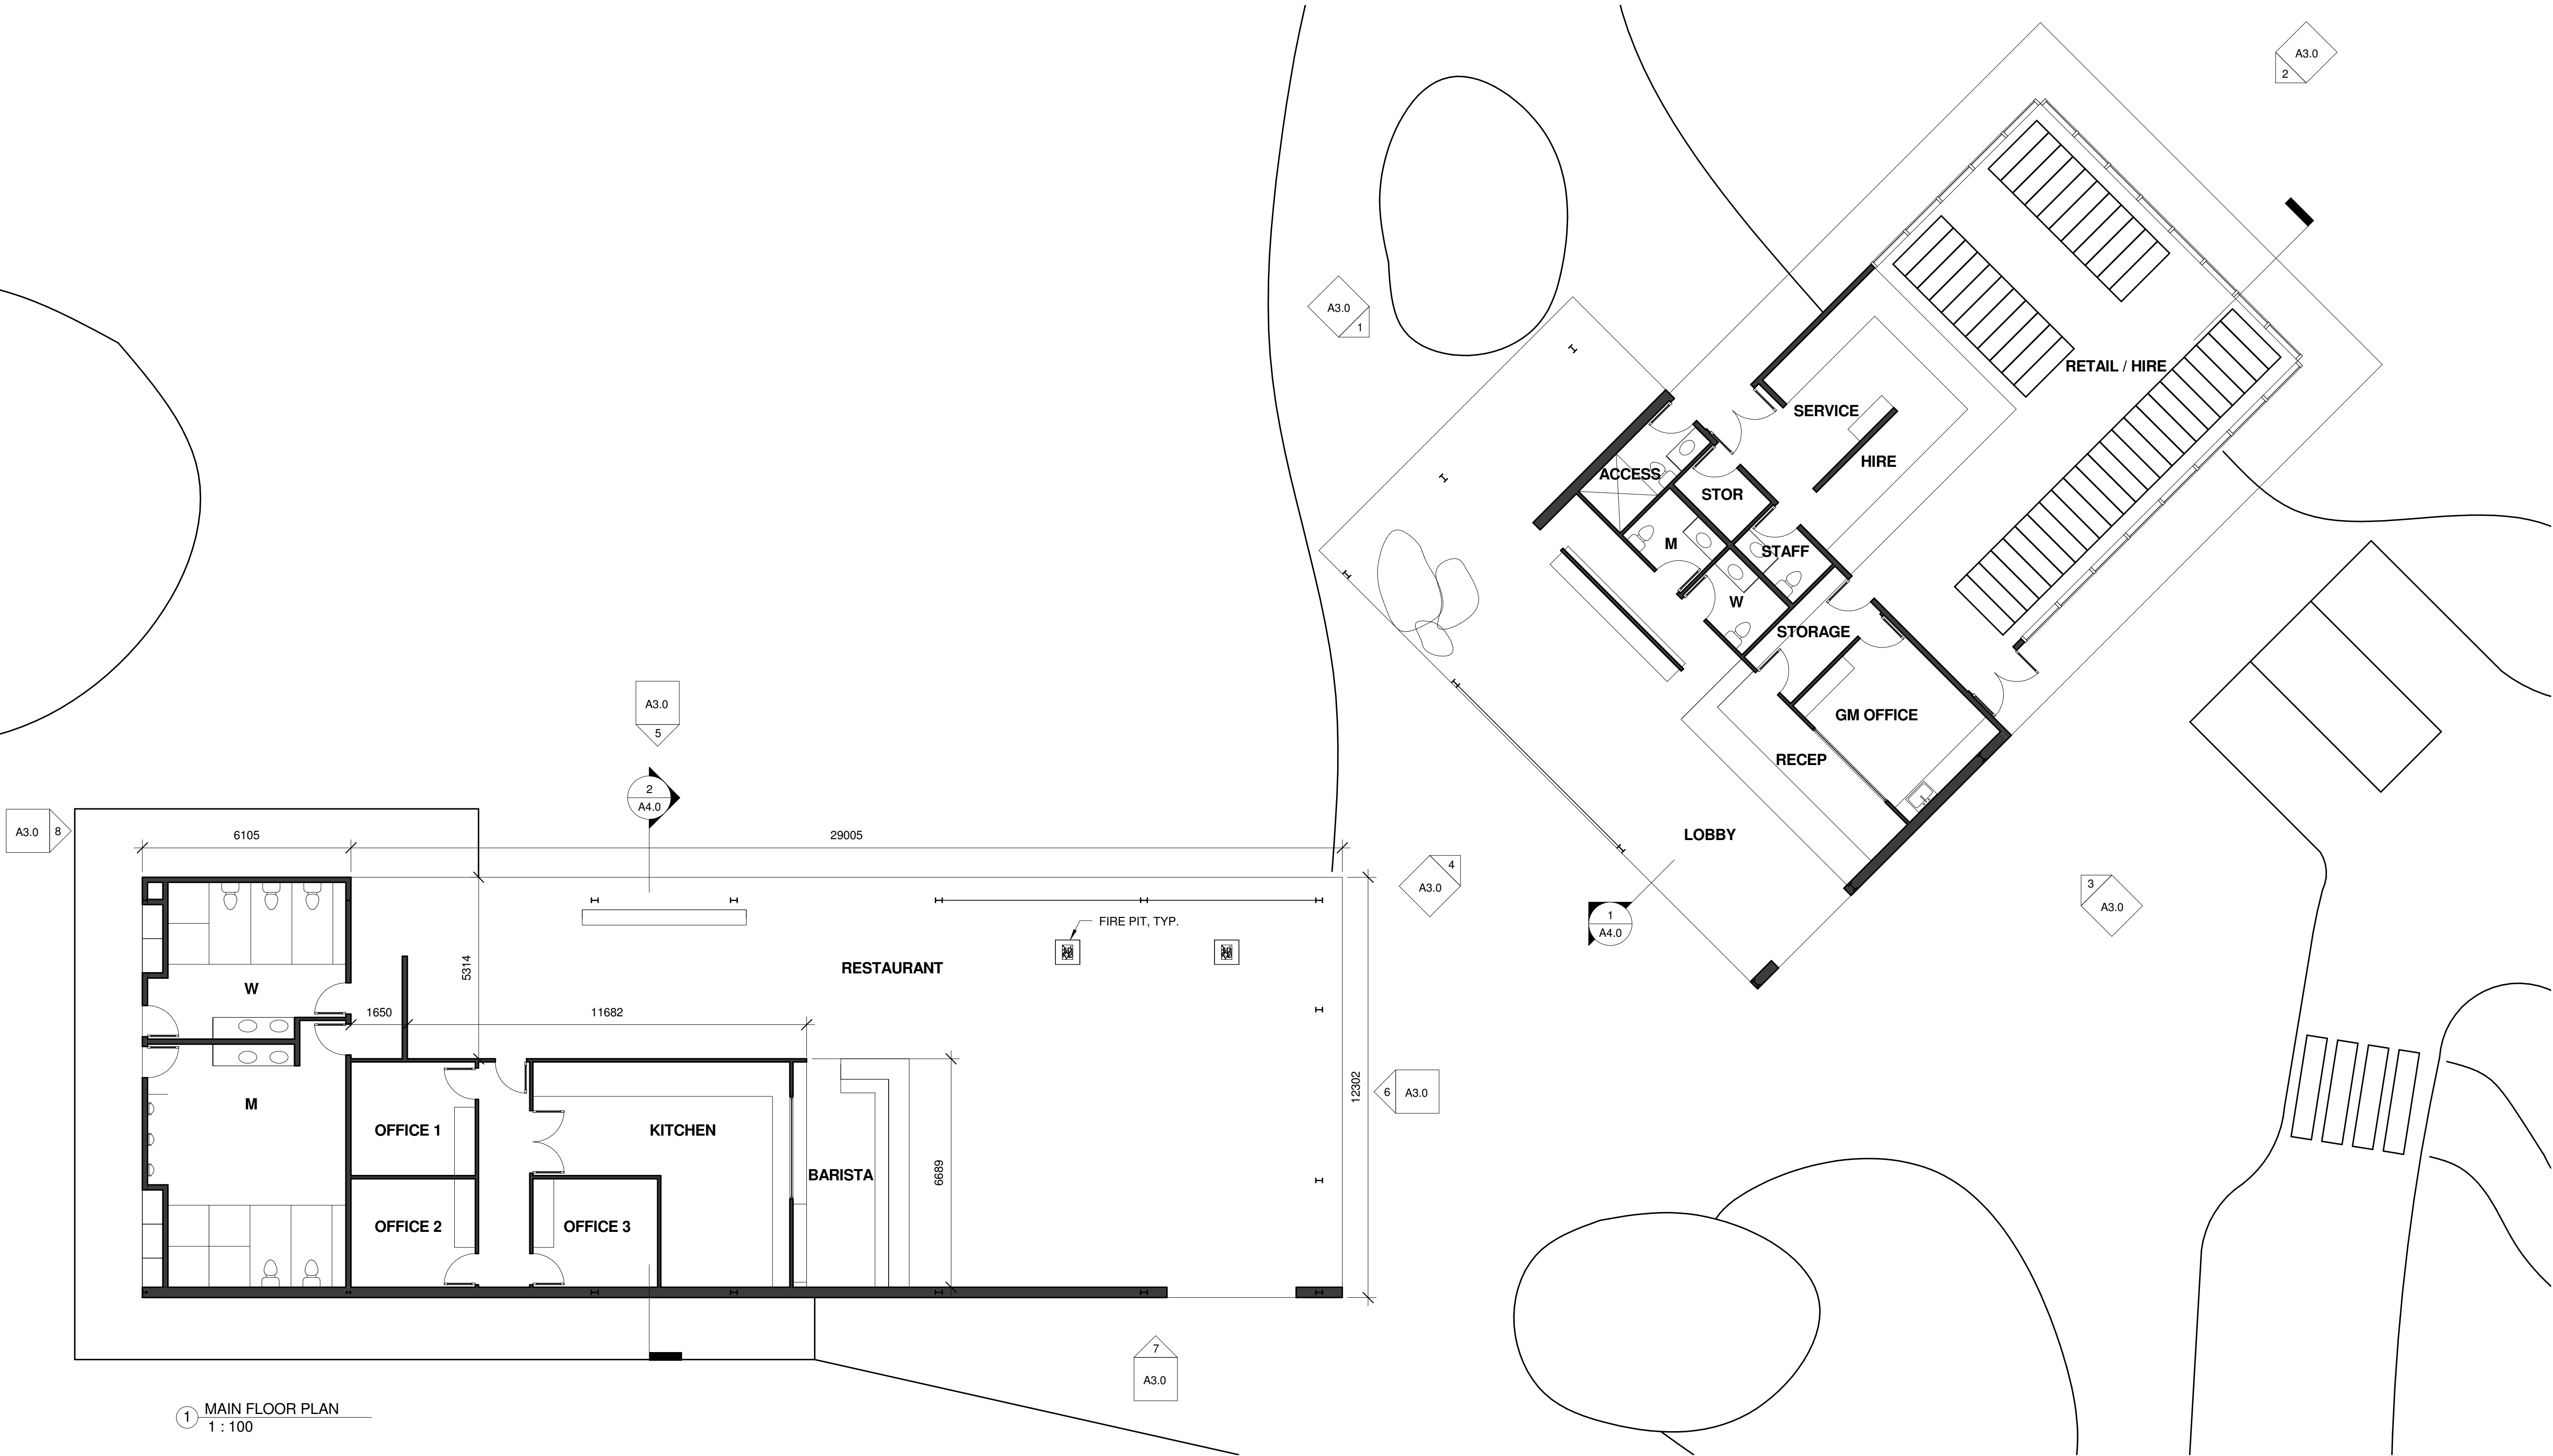 A3.0
2
A3.0
1
RETAIL / HIRE
SERVICE
HIRE
ACCESS
STOR
M
STAFF
W
STORAGE
GM OFFICE
RECEP
LOBBY
A3.0
5
2
A4.0
A3.0
8
6105
29005
4
A3.0
3
A3.0
1
A4.0
FIRE PIT, TYP.
5314
RESTAURANT
W
1650
11682
M
OFFICE 1
KITCHEN
BARISTA
6689
12302
6
A3.0
OFFICE 2
OFFICE 3
7
A3.0
1
MAIN FLOOR PLAN
1 : 100